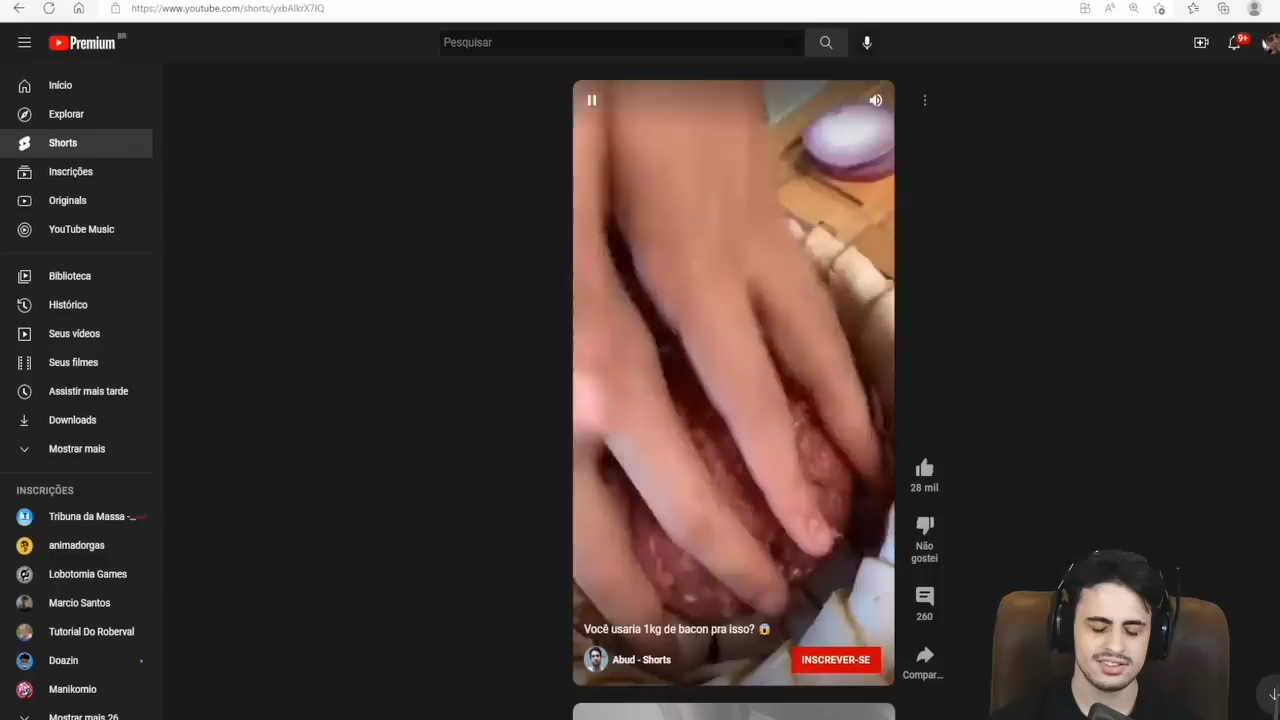 https://www.youtube.com/shorts/yxbAlkrX7IQ
Premium BR
Pesquisar
9+
Início
Explorar
Shorts
Inscrições
Originals
YouTube Music
Biblioteca
Histórico
Seus vídeos
Seus filmes
Assistir mais tarde
Downloads
Mostrar mais
INSCRIÇÕES
Tribuna da Massa -...
animadorgas
Lobotomia Games
Marcio Santos
Tutorial Do Roberval
Doazin
Manikomio
Mostrar mais 26
28 mil
Não
gostei
260
Compar...
Você usaria 1kg de bacon pra isso? 😱
Abud - Shorts
INSCREVER-SE